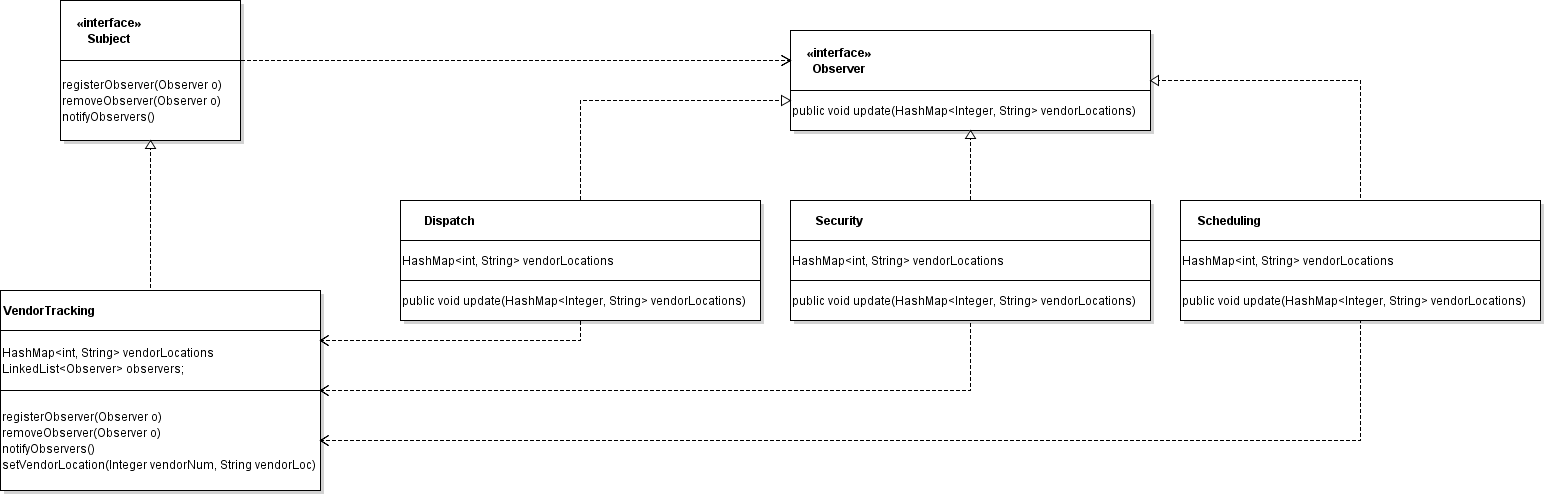 «interface»
Subject
registerObserver(Observer o)
removeObserver(Observer o)
notifyObservers()
«interface»
Observer
public void update(HashMap<Integer, String> vendorLocations)
Dispatch
HashMap<int, String> vendorLocations
public void update(HashMap<Integer, String> vendorLocations)
Security
HashMap<int, String> vendorLocations
public void update(HashMap<Integer, String> vendorLocations)
Scheduling
HashMap<int, String> vendorLocations
public void update(HashMap<Integer, String> vendorLocations)
VendorTracking
HashMap<int, String> vendorLocations
LinkedList<Observer> observers;
registerObserver(Observer o)
removeObserver(Observer o)
notifyObservers()
setVendorLocation(Integer vendorNum, String vendorLoc)